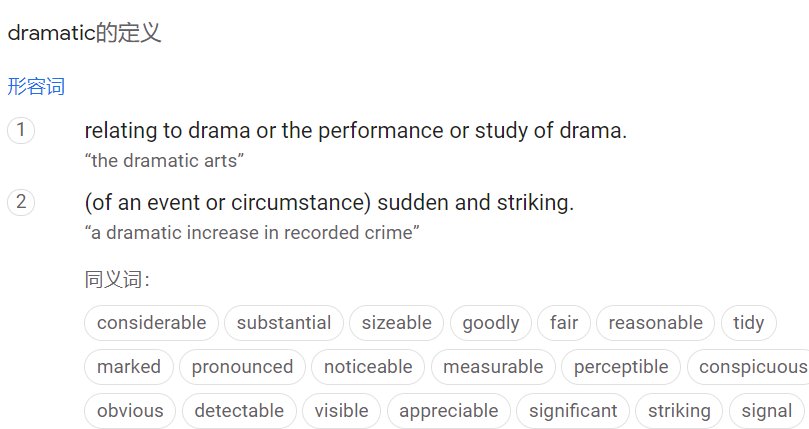 dramatic的定义
形容词
1 relating to drama or the performance or study of drama.
“the dramatic arts”
2 (of an event or circumstance) sudden and striking.
“a dramatic increase in recorded crime”
同义词：
considerable substantial sizeable goodly fair reasonable tidy
marked pronounced noticeable measurable perceptible conspicuous
obvious detectable visible appreciable significant striking signal